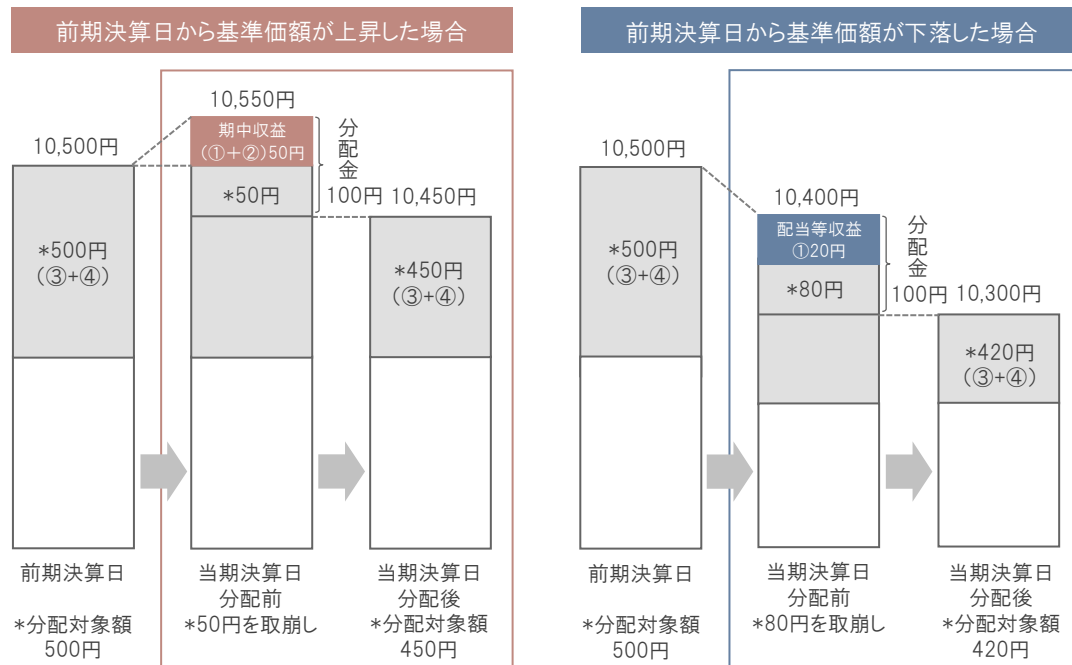 前期決算日から基準価額が上昇した場合
10,550円
10,500円
期中収益
(①+②)50円
分配金
*50円
100円
10,450円
*500円
(③+④)
*450円
(③+④)
前期決算日
当期決算日
分配前
当期決算日
分配後
*分配対象額
500円
*50円を取崩し
*分配対象額
450円
前期決算日から基準価額が下落した場合
10,500円
10,400円
配当等収益
①20円
分配金
*500円
(③+④)
*80円
100円
10,300円
*420円
(③+④)
前期決算日
当期決算日
分配前
当期決算日
分配後
*分配対象額
500円
*80円を取崩し
*分配対象額
420円